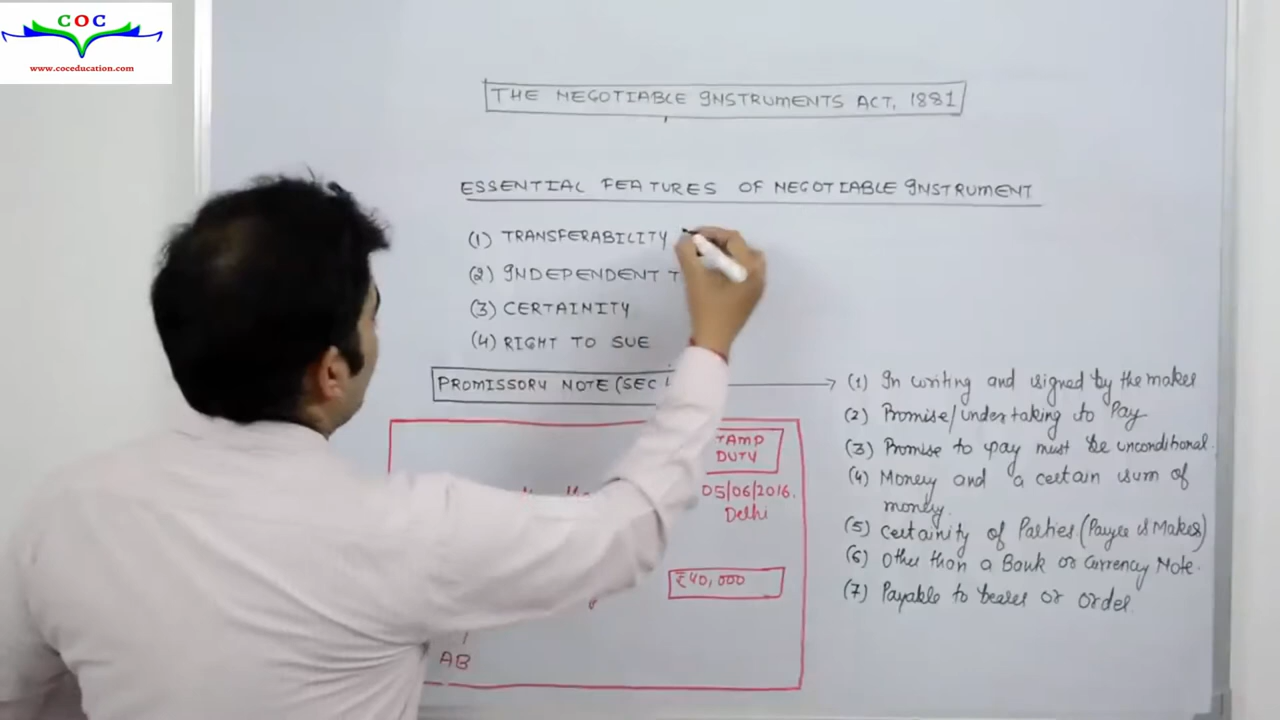 COC
www.coceducation.com
THE NEGOTIABLE INSTRUMENTS ACT, 1881
ESSENTIAL FEATURES OF NEGOTIABLE INSTRUMENT
(1) TRANSFERABILITY
(2) INDEPENDENT T
(3) CERTAINITY
(4) RIGHT TO SUE
PROMISSORY NOTE (SEC
(1) In writing and signed by the maker
(2) Promise/undertaking to Pay
(3) Promise to pay must be unconditional.
(4) Money and a certain sum of
money.
(5) Certainity of Parties (Payee & Maker)
(6) Other than a Bank or Currency Note.
(7) Payable to bearer or order
TAMP
DUTY
05/06/2016.
Delhi
₹40,000
AB